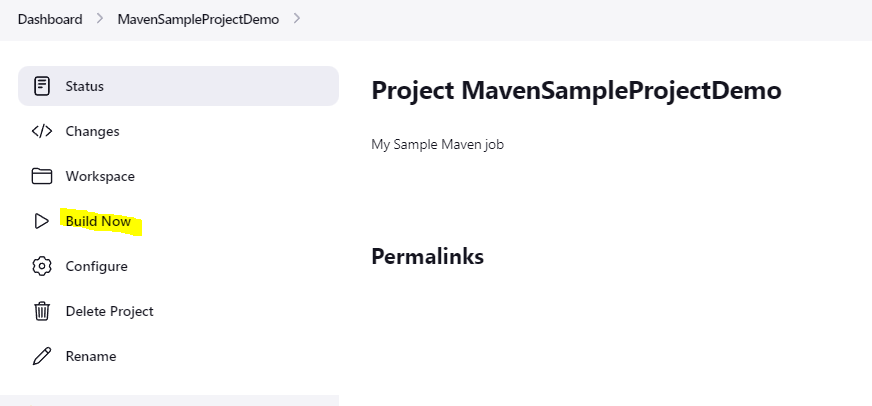 Dashboard > MavenSampleProjectDemo >
Status
Changes
Workspace
Build Now
Configure
Delete Project
Rename
Project MavenSampleProjectDemo
My Sample Maven job
Permalinks